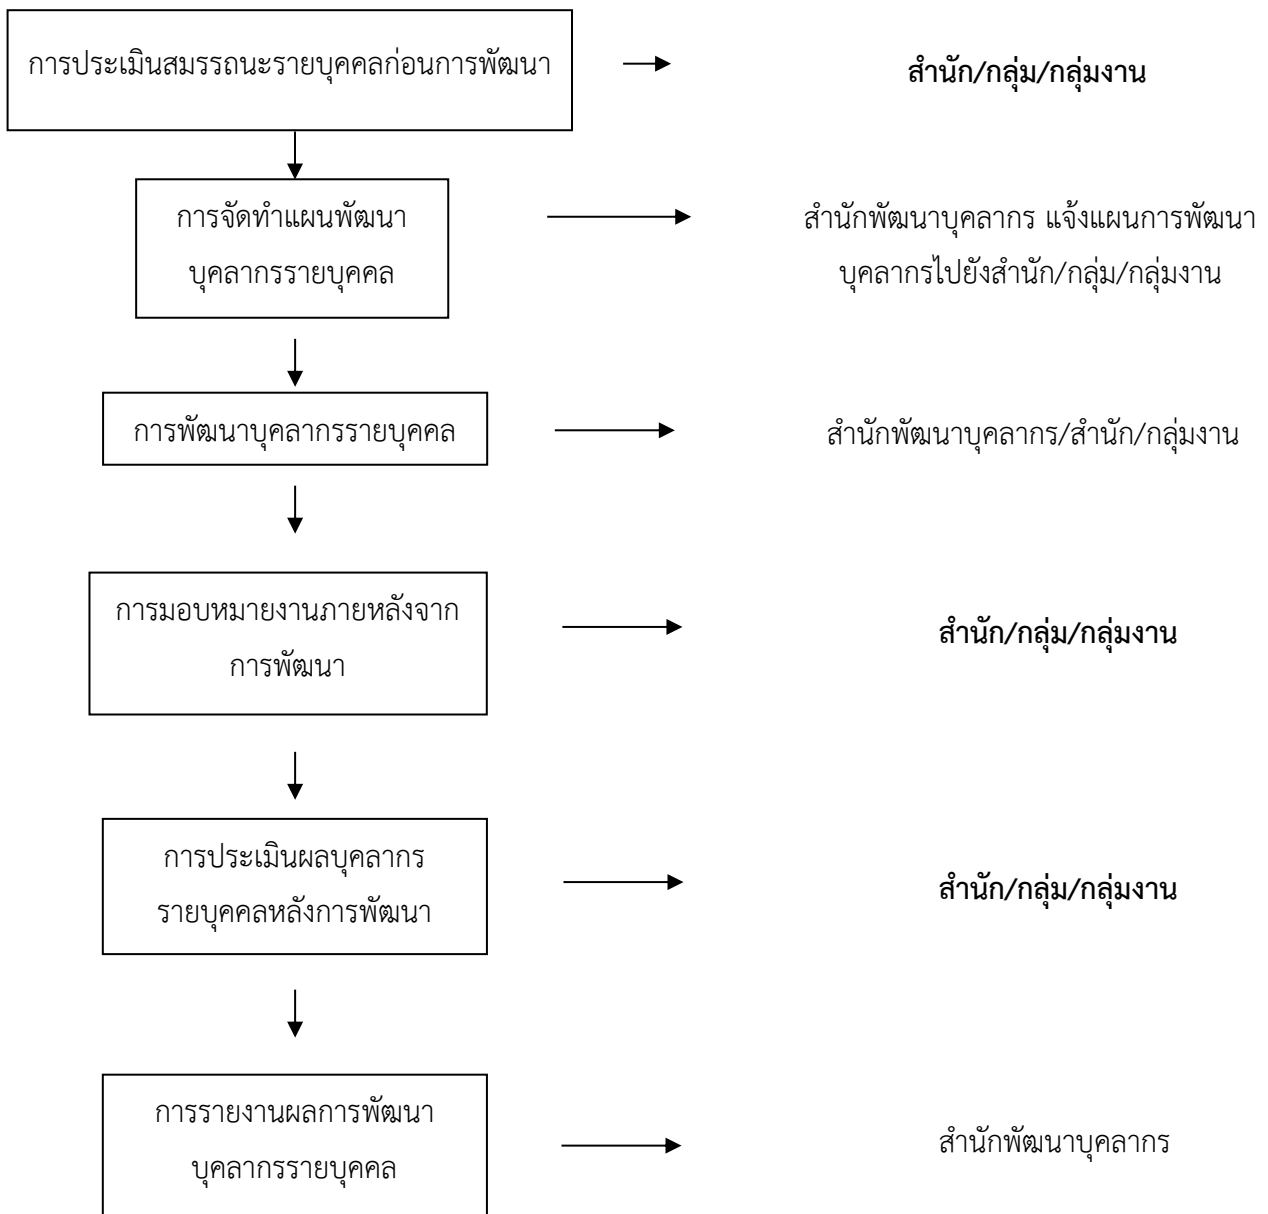 การประเมินสมรรถนะรายบุคคลก่อนการพัฒนา
สำนัก/กลุ่ม/กลุ่มงาน
การจัดทำแผนพัฒนา
บุคลากรรายบุคคล
สำนักพัฒนาบุคลากร แจ้งแผนการพัฒนา
บุคลากรไปยังสำนัก/กลุ่ม/กลุ่มงาน
การพัฒนาบุคลากรรายบุคคล
สำนักพัฒนาบุคลากร/สำนัก/กลุ่มงาน
การมอบหมายงานภายหลังจาก
การพัฒนา
สำนัก/กลุ่ม/กลุ่มงาน
การประเมินผลบุคลากร
รายบุคคลหลังการพัฒนา
สำนัก/กลุ่ม/กลุ่มงาน
การรายงานผลการพัฒนา
บุคลากรรายบุคคล
สำนักพัฒนาบุคลากร